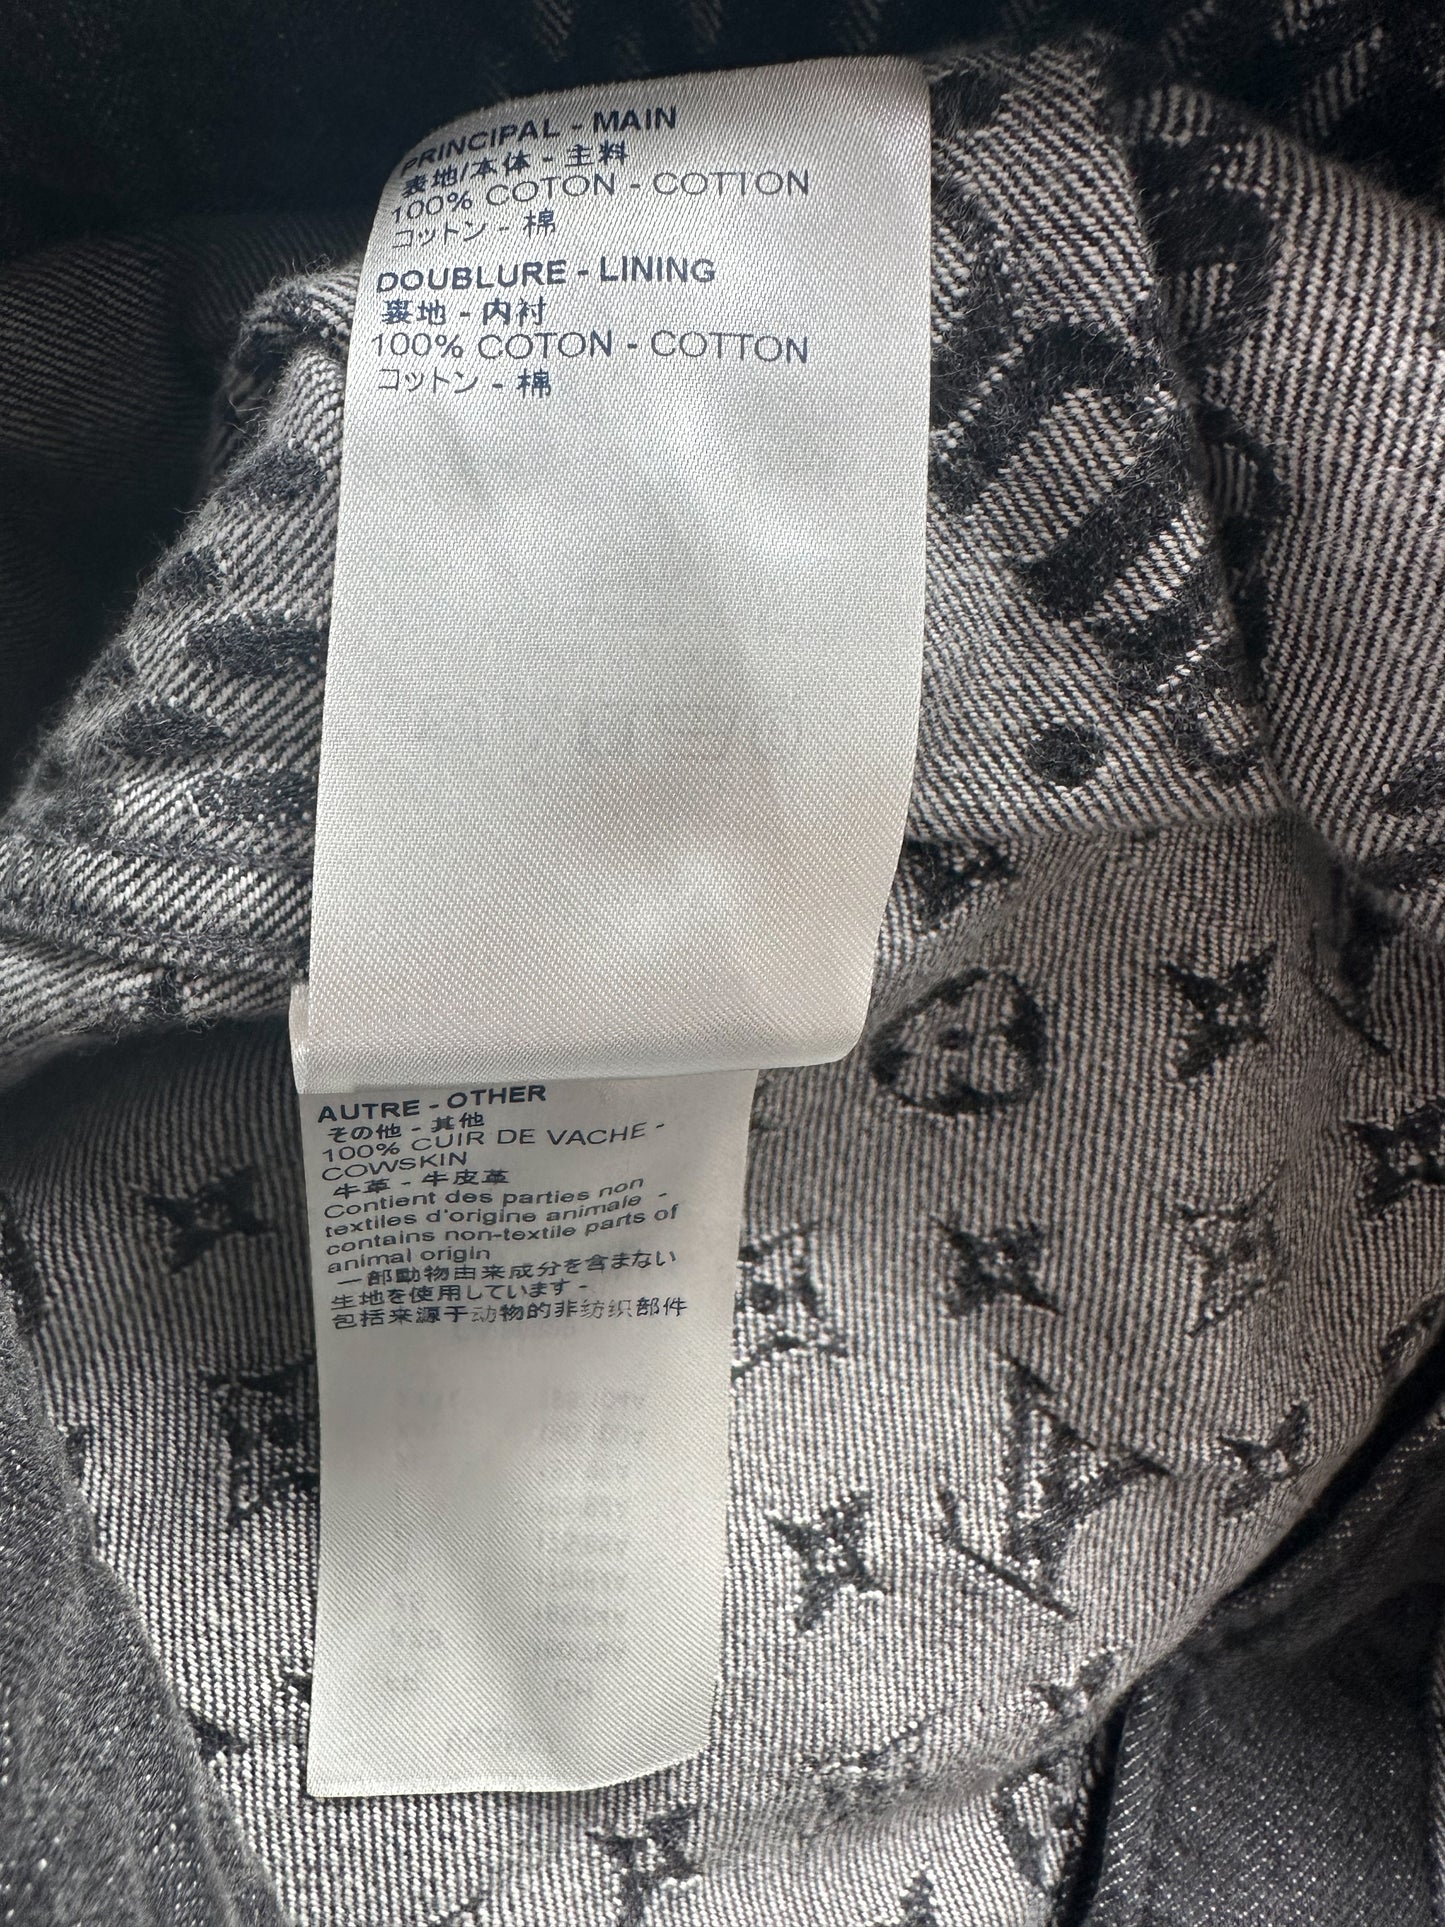 PRINCIPAL - MAIN
表地/本体 - 主料
100% COTON - COTTON
コットン - 棉
DOUBLURE - LINING
裏地 - 内衬
100% COTON - COTTON
コットン - 棉
AUTRE - OTHER
その他 - 其他
100% CUIR DE VACHE -
COWSKIN
牛革 - 牛皮革
Contient des parties non
textiles d'origine animale -
contains non-textile parts of
animal origin
一部動物由来成分を含まない
生地を使用しています -
包括来源于动物的非纺织部件